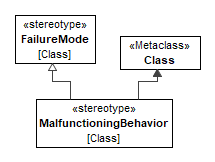 «stereotype»
FailureMode
[Class]
«Metaclass»
Class
«stereotype»
MalfunctioningBehavior
[Class]